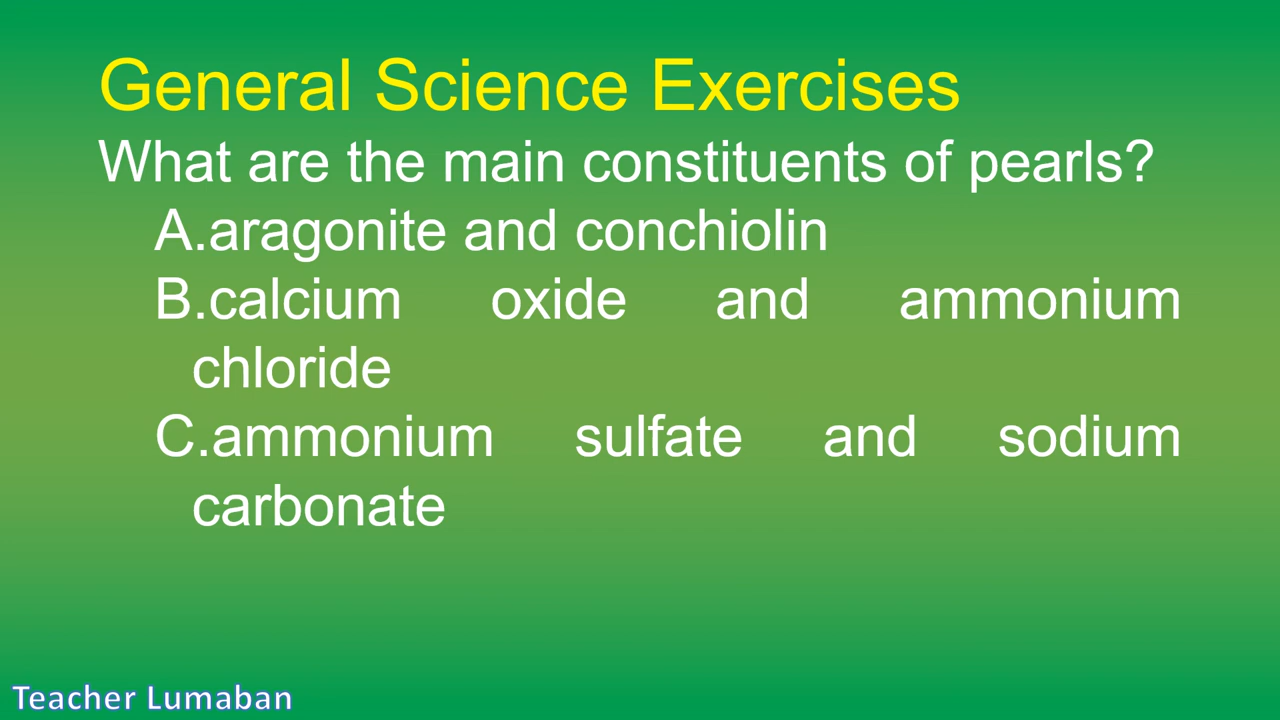 General Science Exercises
What are the main constituents of pearls?
A.aragonite and conchiolin
B.calcium oxide and ammonium
chloride
C.ammonium sulfate and sodium
carbonate
Teacher Lumaban